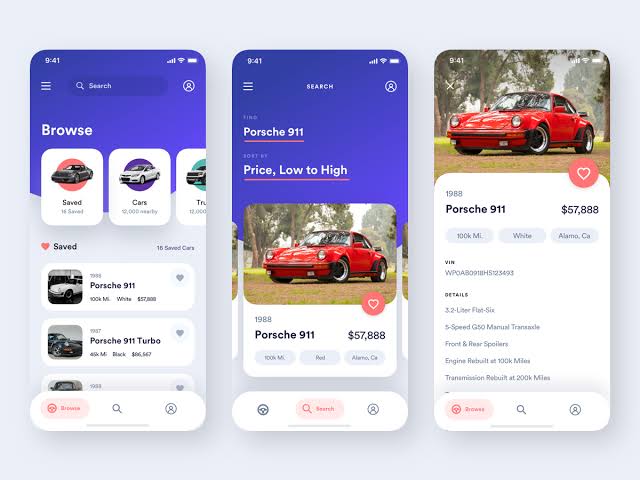 9:41
Search
Browse
Saved
16 Saved
Cars
12,000 nearby
Tru
12,000
Saved
16 Saved Cars
1988
Porsche 911
100k Mi. White $57,888
1987
Porsche 911 Turbo
45k Mi. Black $86,567
1988
Browse
9:41
SEARCH
FIND
Porsche 911
SORT BY
Price, Low to High
1988
Porsche 911
$57,888
100k Mi.
Red
Alamo, Ca
Search
9:41
1988
Porsche 911
$57,888
100k Mi.
White
Alamo, Ca
VIN
WP0AB0918HS123493
DETAILS
3.2-Liter Flat-Six
5-Speed G50 Manual Transaxle
Front & Rear Spoilers
Engine Rebuilt at 100k Miles
Transmission Rebuilt at 200k Miles
Browse